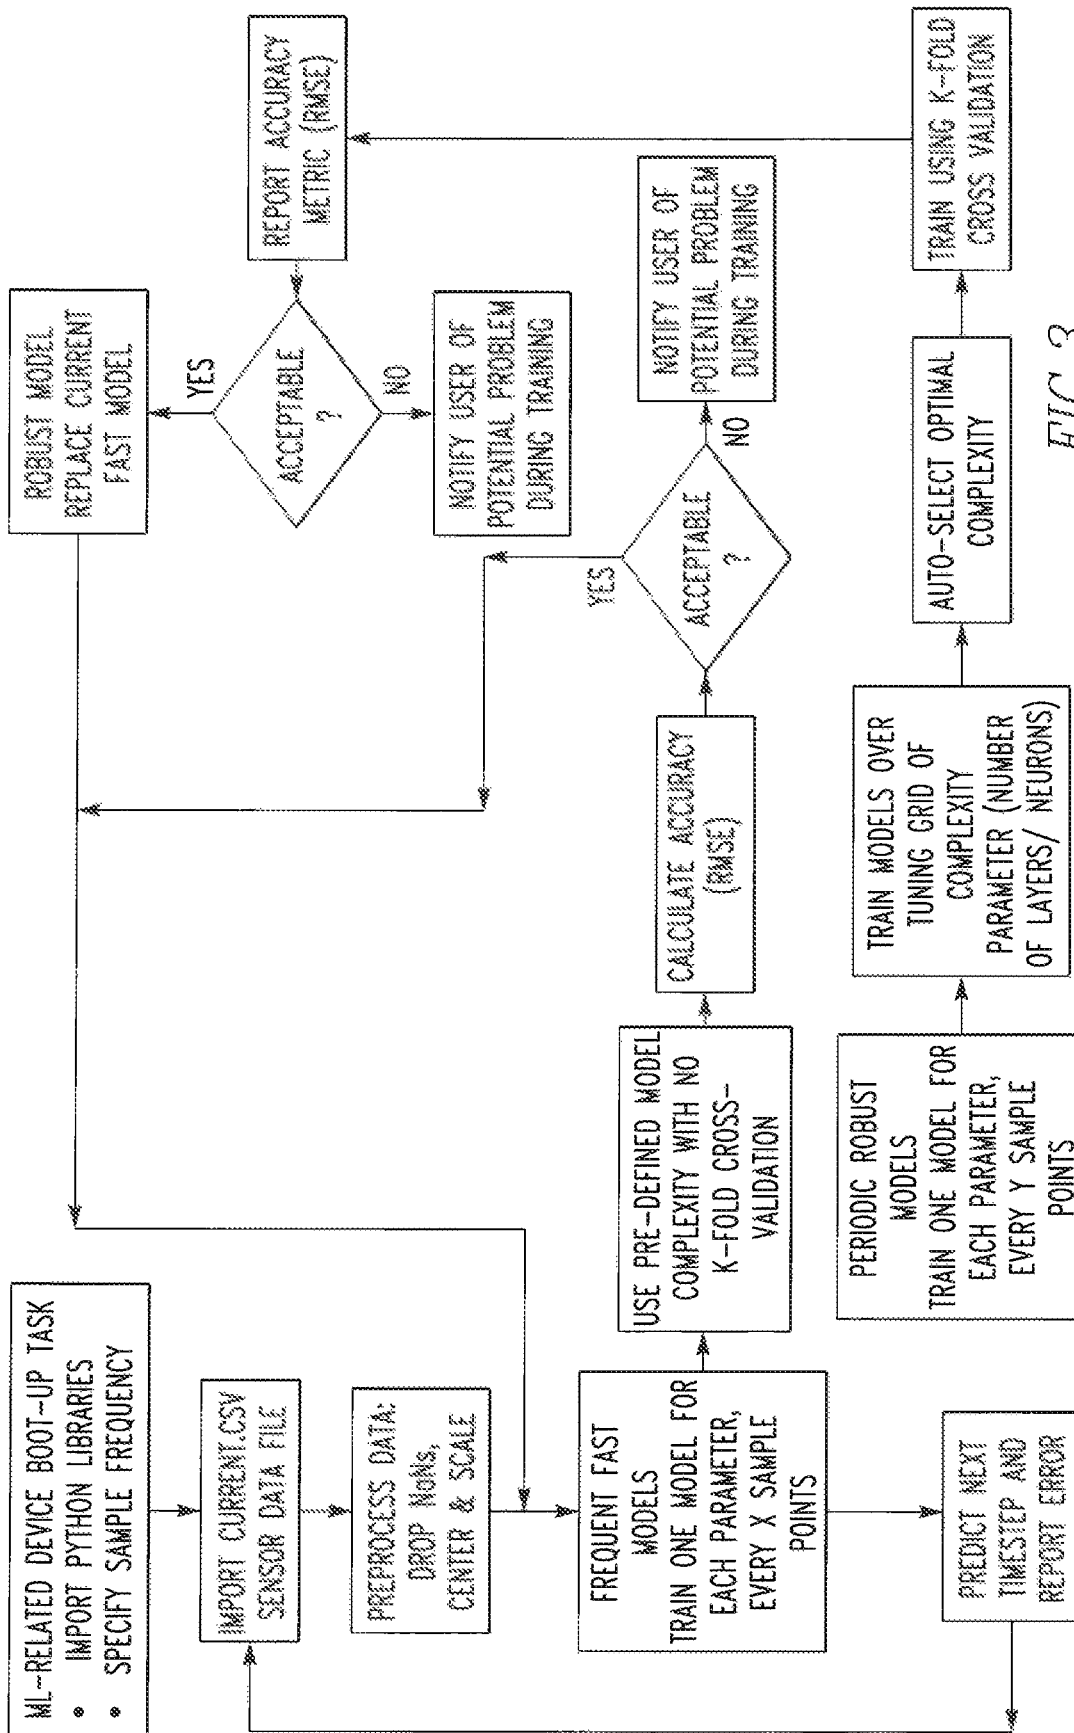 ML-RELATED DEVICE BOOT-UP TASK
• IMPORT PYTHON LIBRARIES
• SPECIFY SAMPLE FREQUENCY
IMPORT CURRENT.CSV
SENSOR DATA FILE
PREPROCESS DATA:
DROP NaNs,
CENTER & SCALE
FREQUENT FAST
MODELS
TRAIN ONE MODEL FOR
EACH PARAMETER,
EVERY X SAMPLE
POINTS
PREDICT NEXT
TIMESTEP AND
REPORT ERROR
USE PRE-DEFINED MODEL
COMPLEXITY WITH NO
K-FOLD CROSS-
VALIDATION
CALCULATE ACCURACY
(RMSE)
ACCEPTABLE
?
YES
NO
NOTIFY USER OF
POTENTIAL PROBLEM
DURING TRAINING
PERIODIC ROBUST
MODELS
TRAIN ONE MODEL FOR
EACH PARAMETER,
EVERY Y SAMPLE
POINTS
TRAIN MODELS OVER
TUNING GRID OF
COMPLEXITY
PARAMETER (NUMBER
OF LAYERS/ NEURONS)
AUTO-SELECT OPTIMAL
COMPLEXITY
TRAIN USING K-FOLD
CROSS VALIDATION
REPORT ACCURACY
METRIC (RMSE)
ACCEPTABLE
?
YES
NO
ROBUST MODEL
REPLACE CURRENT
FAST MODEL
NOTIFY USER OF
POTENTIAL PROBLEM
DURING TRAINING
FIG. 3